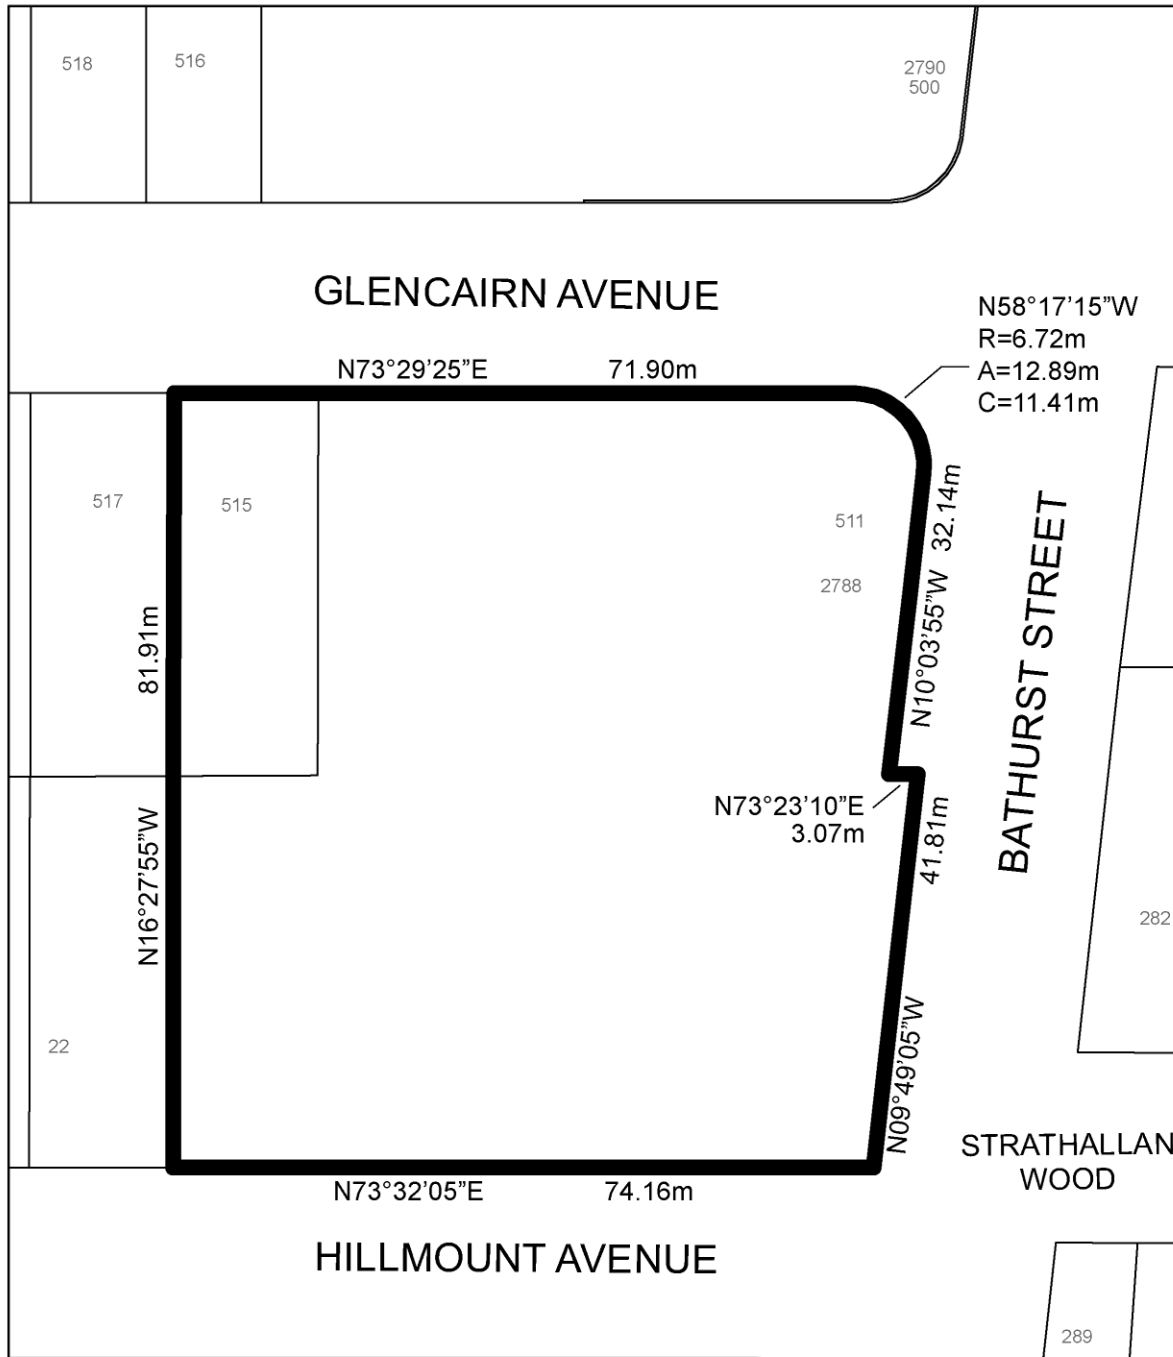 518
516
2790
500
GLENCAIRN AVENUE
N58°17’15”W
R=6.72m
A=12.89m
C=11.41m
N73°29’25”E 71.90m
517
515
511
2788
32.14m
N10°03’55”W
BATHURST STREET
81.91m
N16°27’55”W
N73°23’10”E
3.07m
41.81m
N09°49’05”W
282
22
STRATHALLAN
WOOD
N73°32’05”E 74.16m
HILLMOUNT AVENUE
289